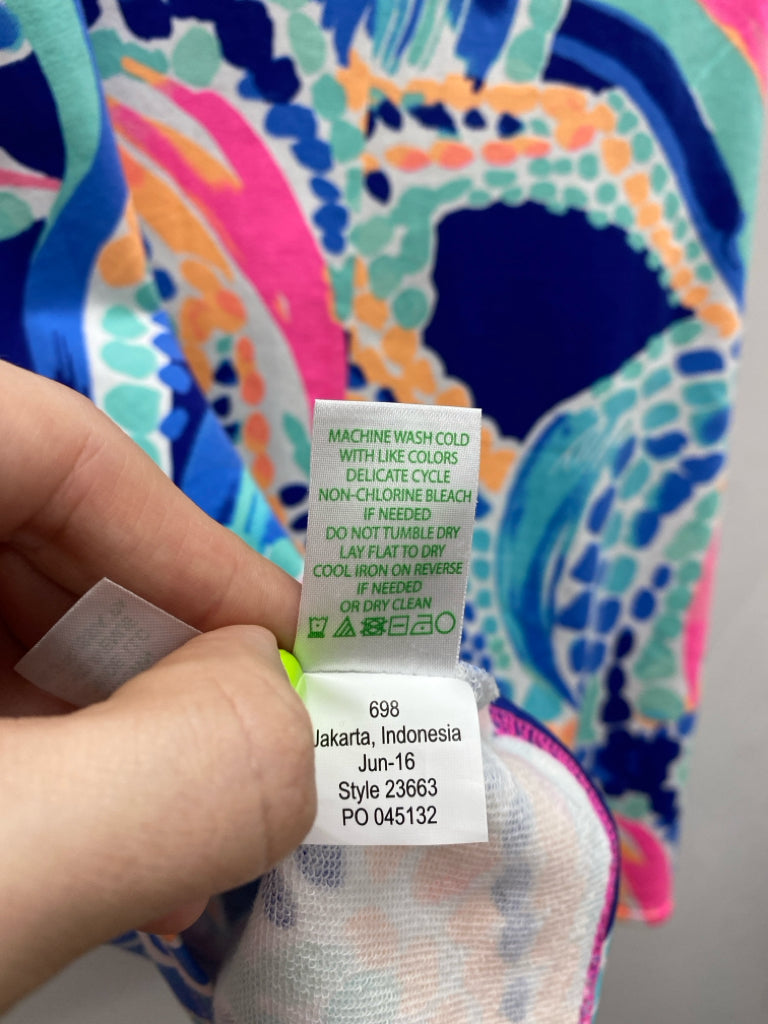 MACHINE WASH COLD
WITH LIKE COLORS
DELICATE CYCLE
NON-CHLORINE BLEACH
IF NEEDED
DO NOT TUMBLE DRY
LAY FLAT TO DRY
COOL IRON ON REVERSE
IF NEEDED
OR DRY CLEAN
698
Jakarta, Indonesia
Jun-16
Style 23663
PO 045132